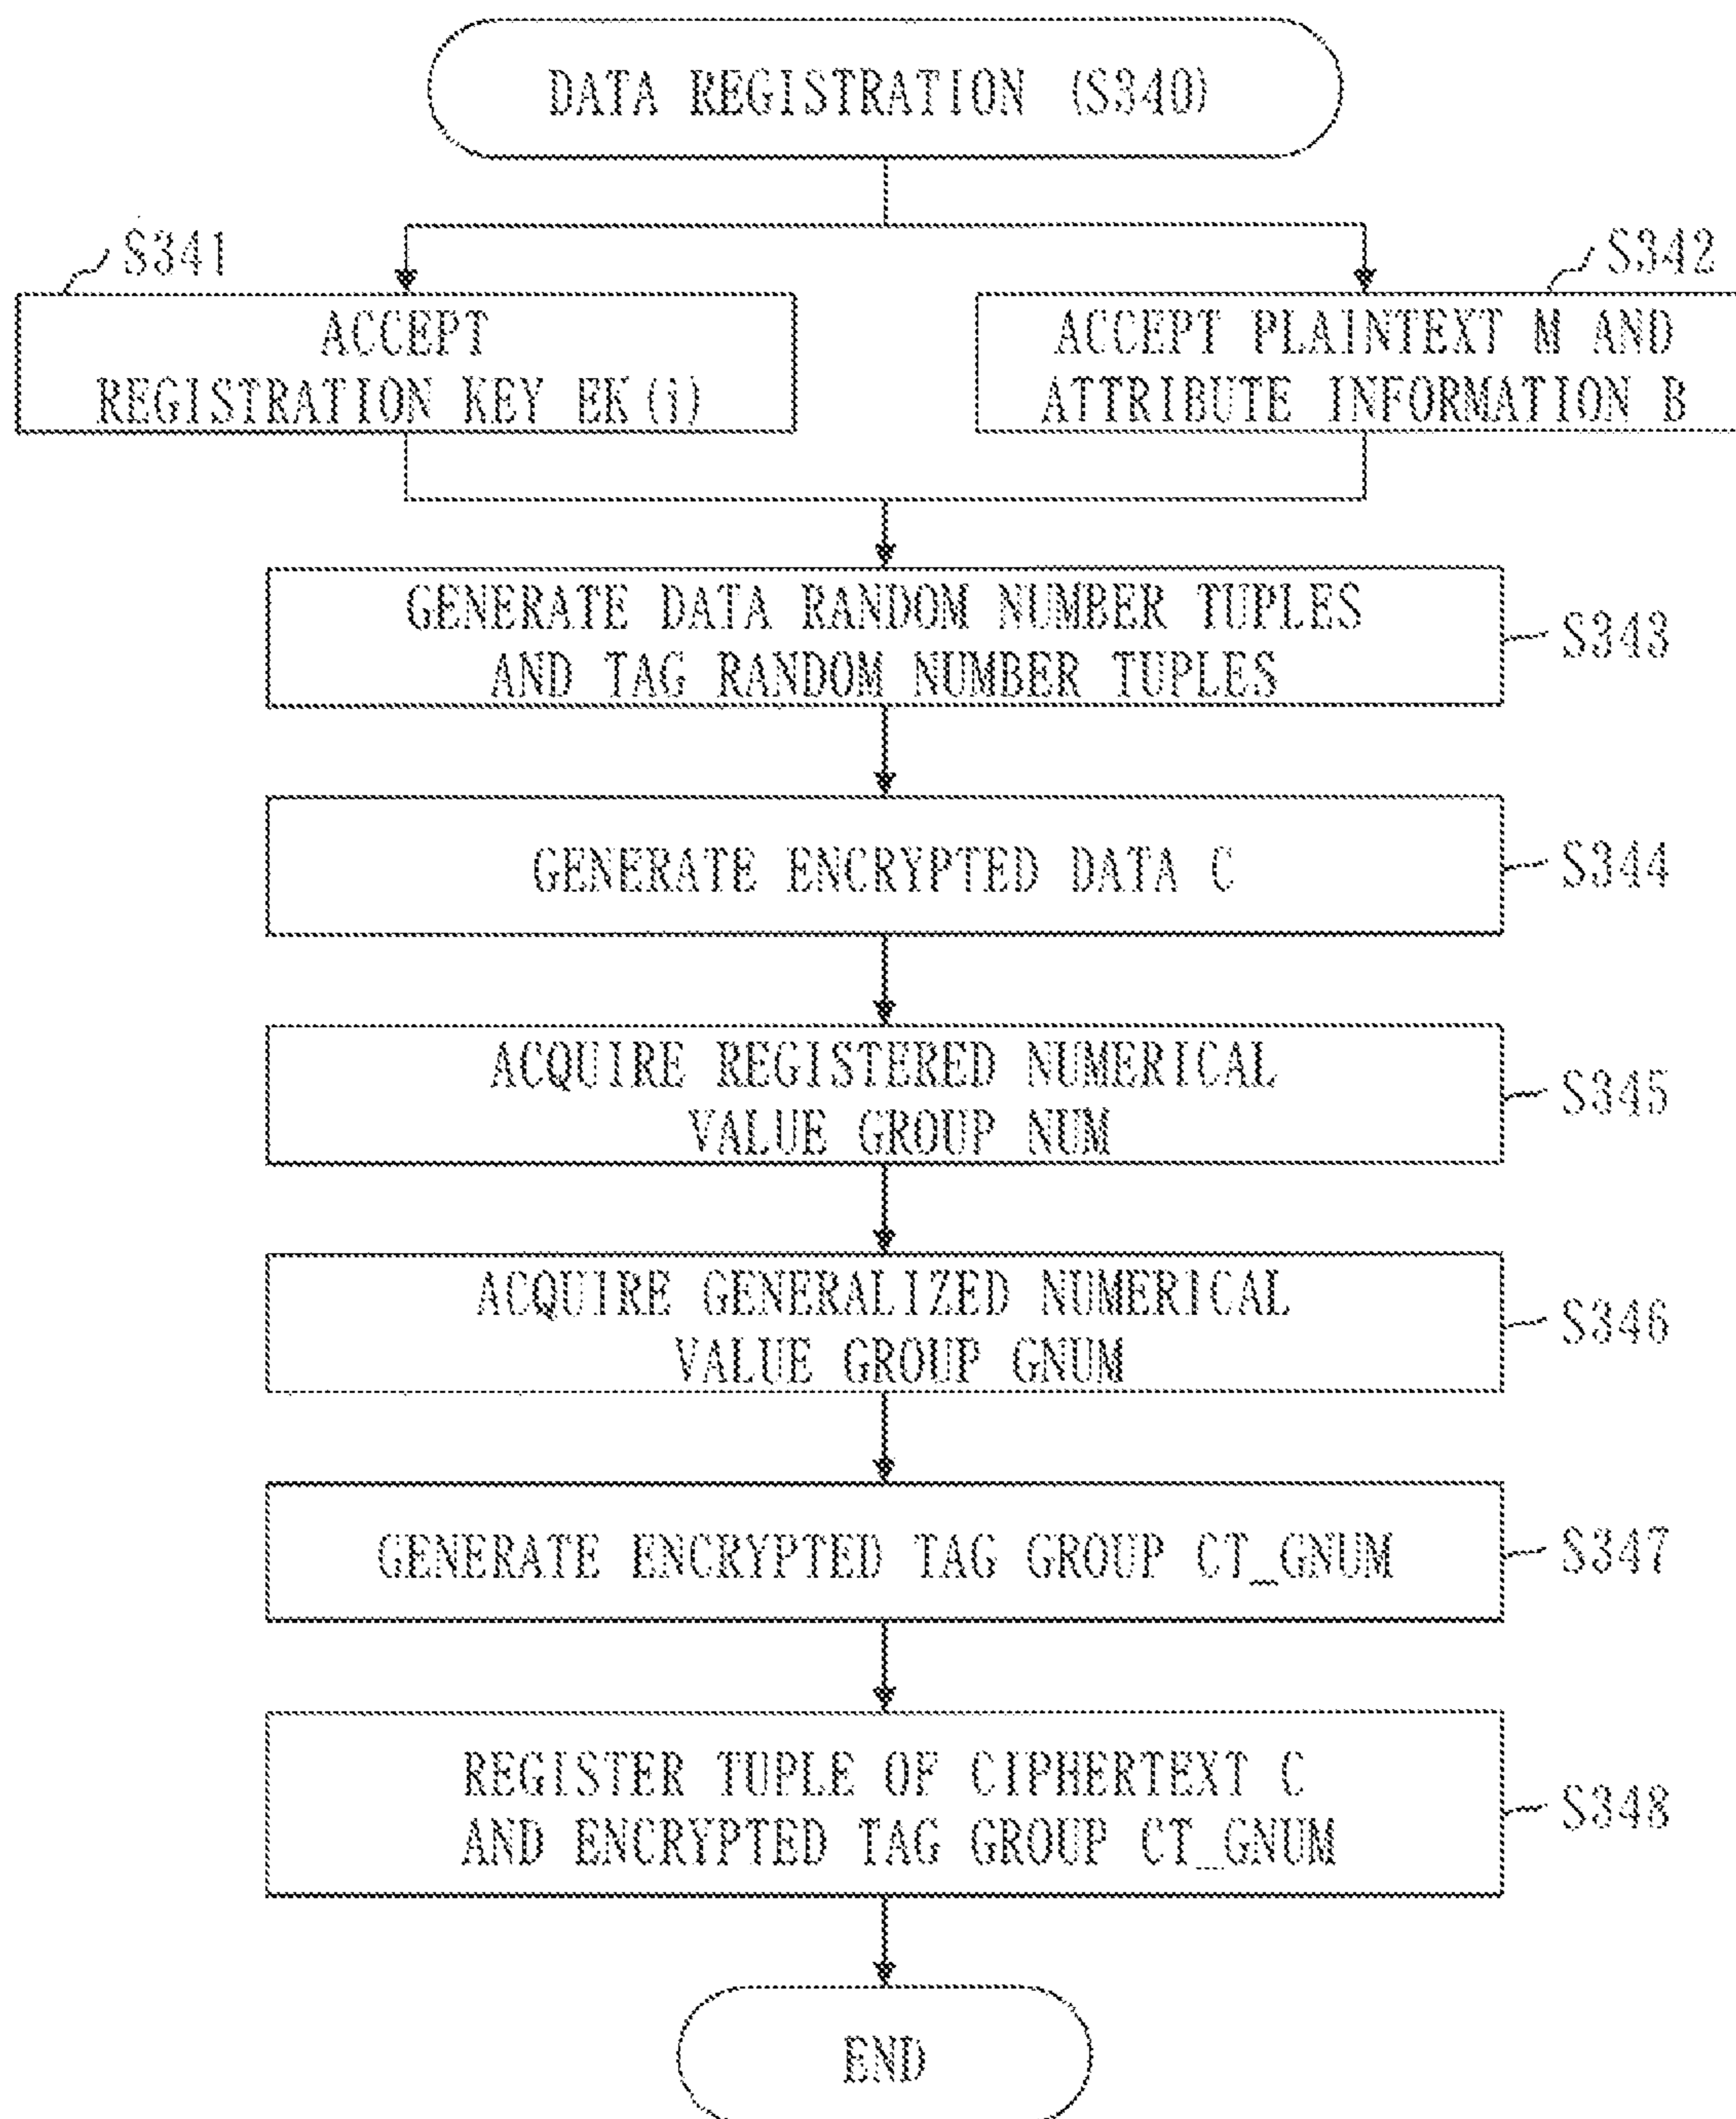 DATA REGISTRATION (S340)
S341
S342
ACCEPT
REGISTRATION KEY EK(j)
ACCEPT PLAINTEXT M AND
ATTRIBUTE INFORMATION B
GENERATE DATA RANDOM NUMBER TUPLES
AND TAG RANDOM NUMBER TUPLES
S343
GENERATE ENCRYPTED DATA C
S344
ACQUIRE REGISTERED NUMERICAL
VALUE GROUP NUM
S345
ACQUIRE GENERALIZED NUMERICAL
VALUE GROUP GNUM
S346
GENERATE ENCRYPTED TAG GROUP CT_GNUM
S347
REGISTER TUPLE OF CIPHERTEXT C
AND ENCRYPTED TAG GROUP CT_GNUM
S348
END